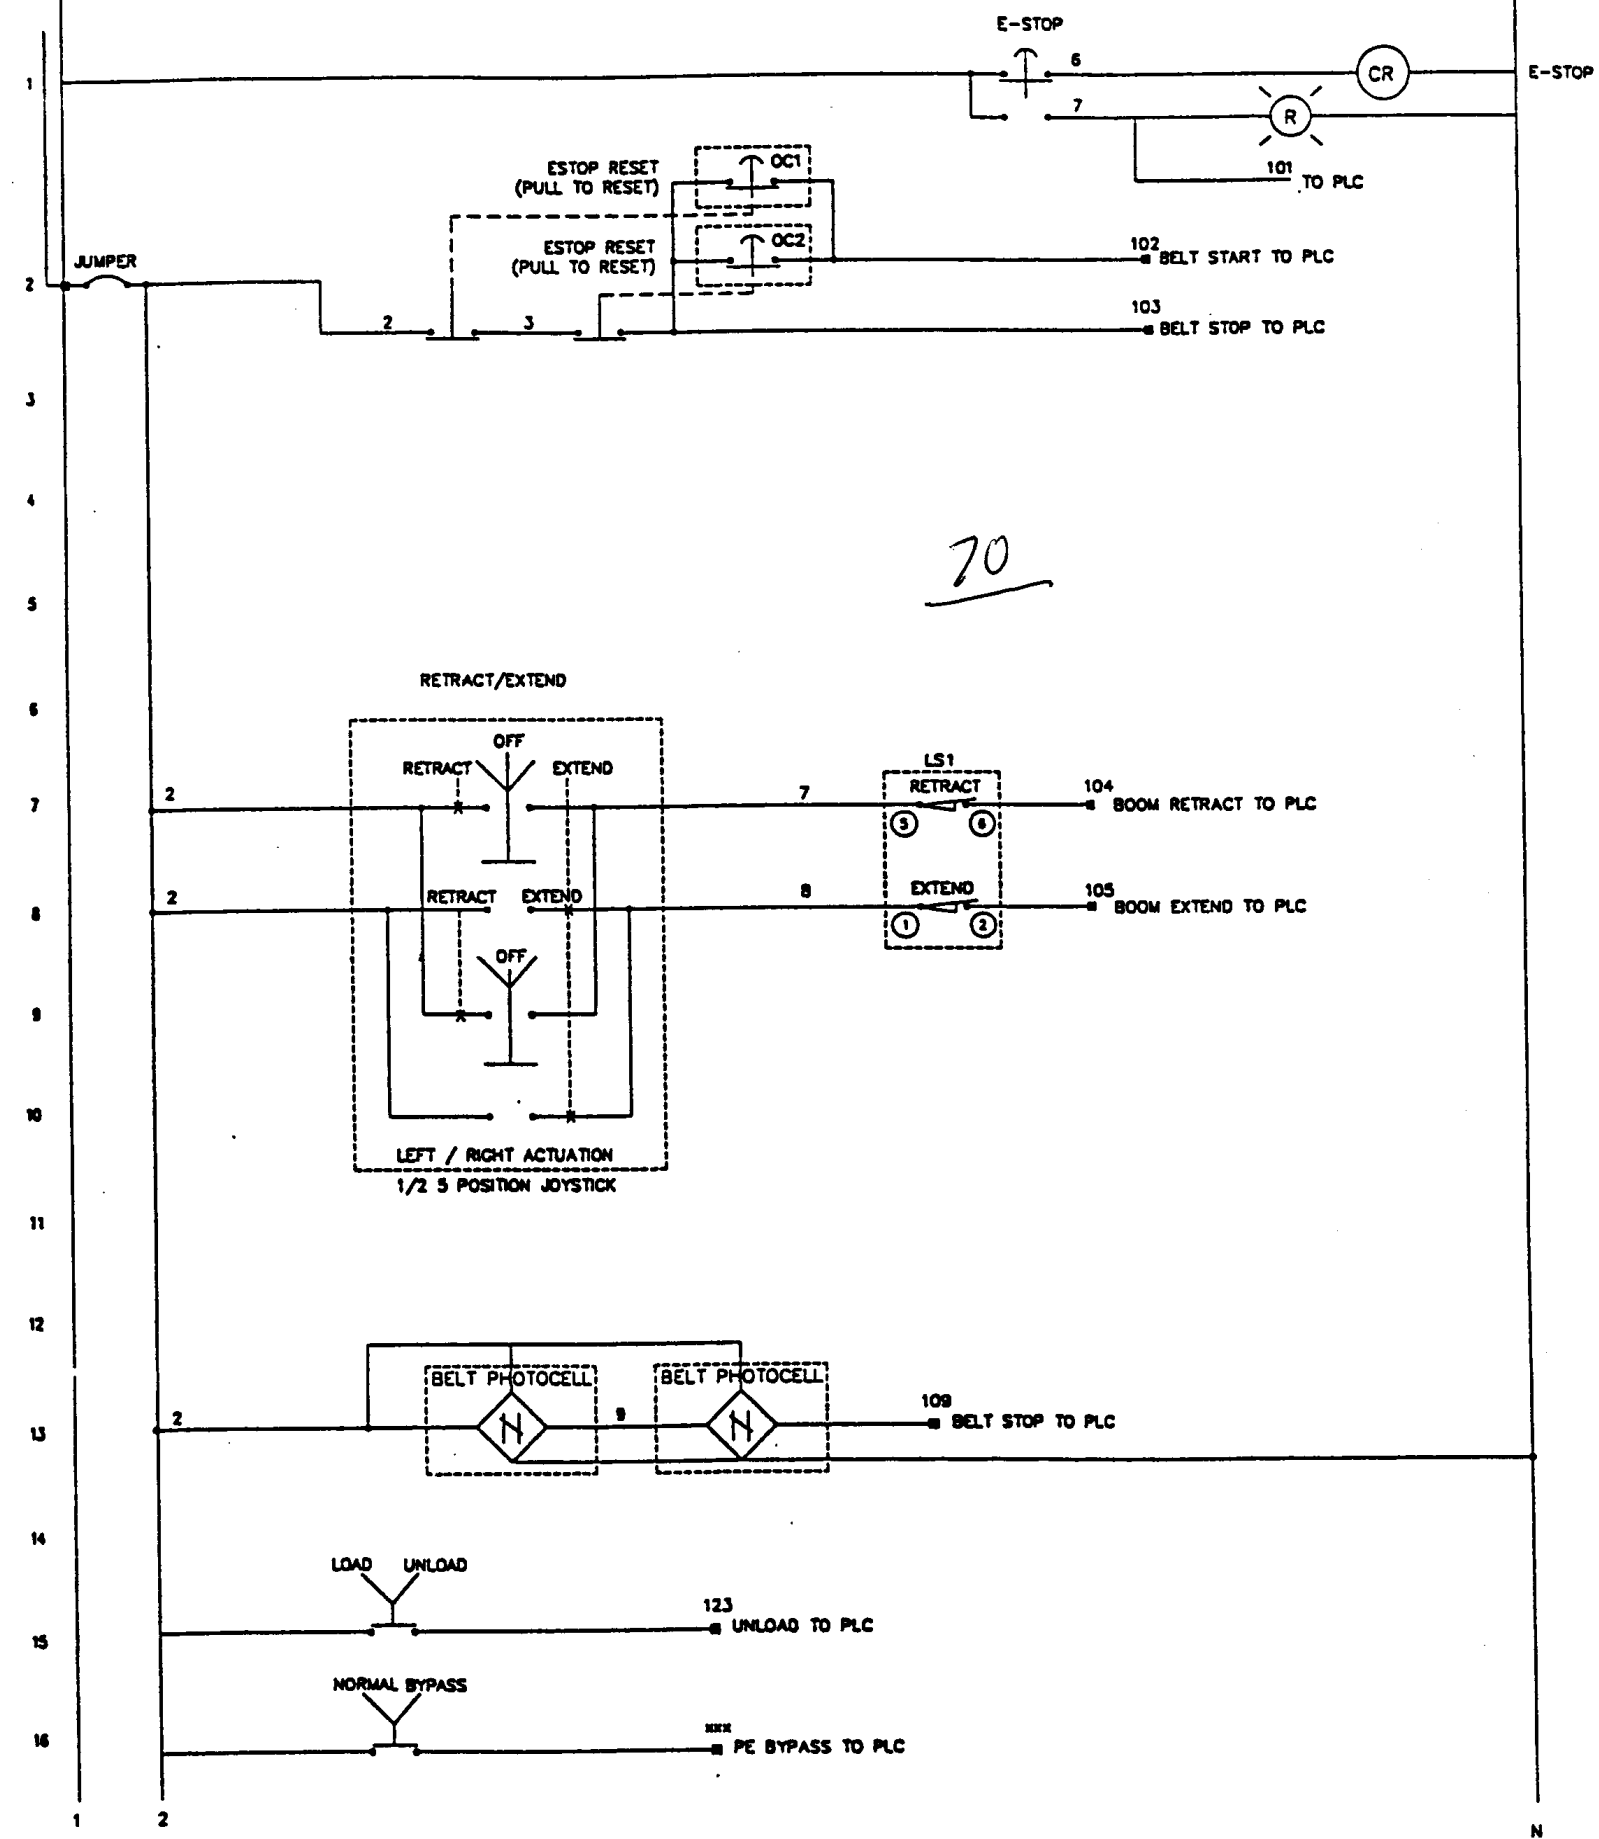 E-STOP
1
6
CR
E-STOP
7
R
101
TO PLC
ESTOP RESET
(PULL TO RESET)
OC1
ESTOP RESET
(PULL TO RESET)
OC2
102
BELT START TO PLC
JUMPER
2
2
3
103
BELT STOP TO PLC
3
4
70
5
RETRACT/EXTEND
6
OFF
RETRACT
EXTEND
LS1
RETRACT
7
2
7
5
6
104
BOOM RETRACT TO PLC
8
2
RETRACT
EXTEND
8
EXTEND
1
2
105
BOOM EXTEND TO PLC
OFF
9
10
LEFT / RIGHT ACTUATION
1/2 5 POSITION JOYSTICK
11
12
BELT PHOTOCELL
BELT PHOTOCELL
13
2
9
109
BELT STOP TO PLC
14
LOAD UNLOAD
15
123
UNLOAD TO PLC
NORMAL BYPASS
16
xxx
PE BYPASS TO PLC
1
2
N